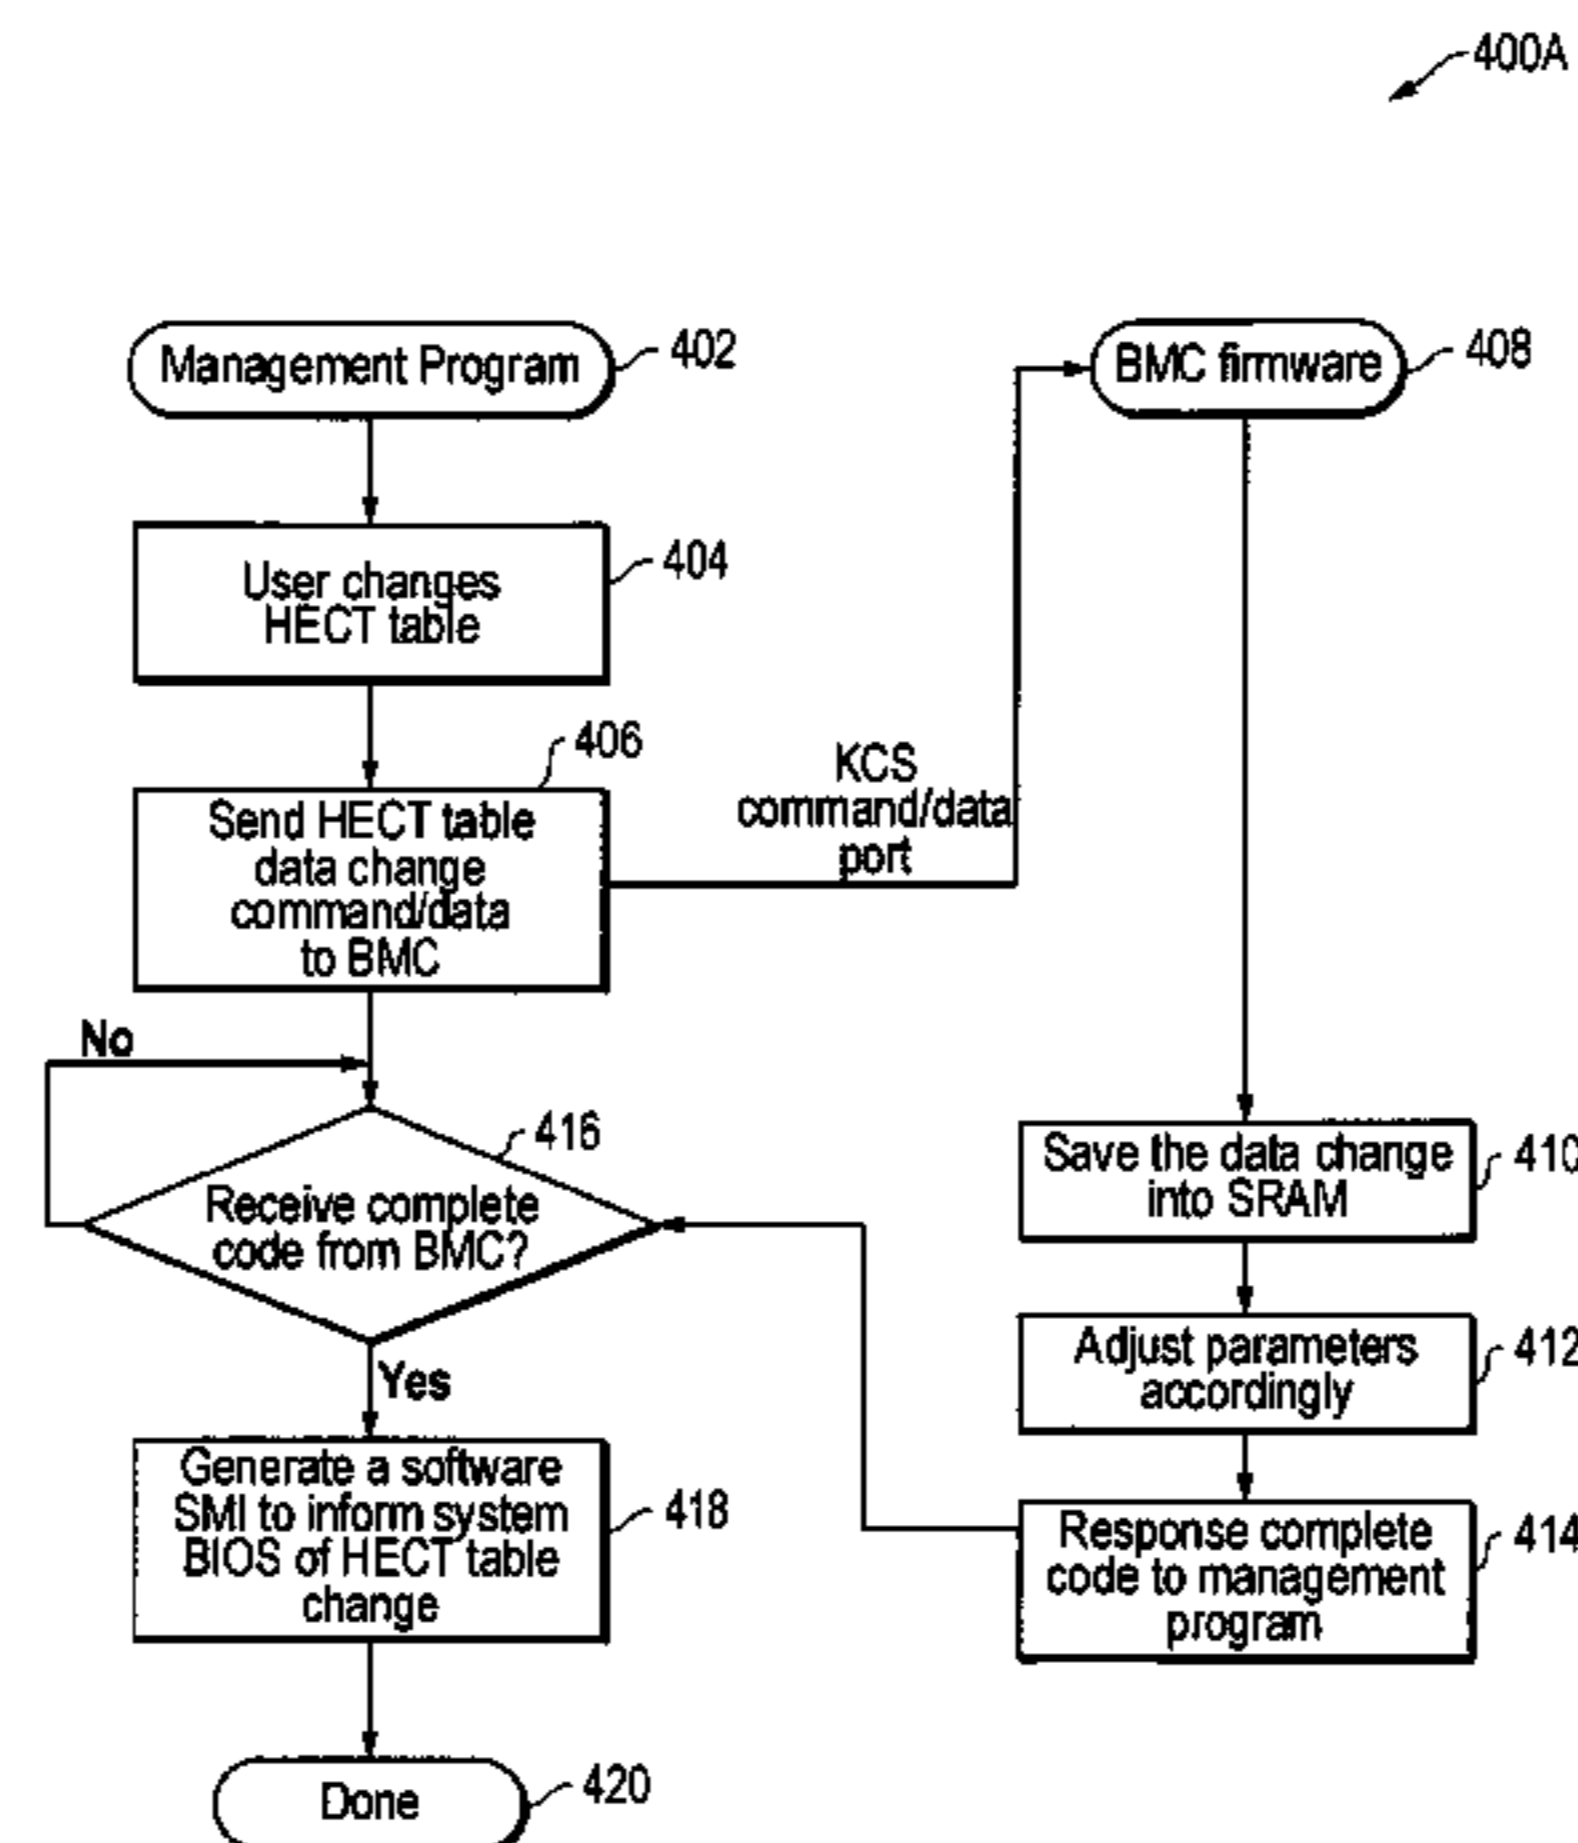 400A
Management Program
402
BMC firmware
408
User changes
HECT table
404
406
Send HECT table
data change
command/data
to BMC
KCS
command/data
port
No
416
Receive complete
code from BMC?
Yes
Save the data change
into SRAM
410
Adjust parameters
accordingly
412
Generate a software
SMI to inform system
BIOS of HECT table
change
418
Response complete
code to management
program
414
Done
420